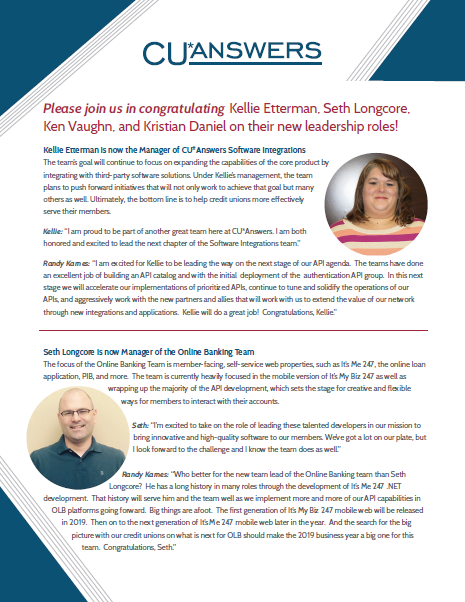 CU*ANSWERS
Please join us in congratulating Kellie Etterman, Seth Longcore,
Ken Vaughn, and Kristian Daniel on their new leadership roles!
Kellie Etterman is now the Manager of CU*Answers Software Integrations
The team's goal will continue to focus on expanding the capabilities of the core product by
integrating with third-party software solutions. Under Kellie's management, the team
plans to push forward initiatives that will not only work to achieve that goal but many
others as well. Ultimately, the bottom line is to help credit unions more effectively
serve their members.
Kellie: "I am proud to be part of another great team here at CU*Answers. I am both
honored and excited to lead the next chapter of the Software Integrations team."
Randy Karnes: "I am excited for Kellie to be leading the way on the next stage of our API agenda. The teams have done
an excellent job of building an API catalog and with the initial deployment of the authentication API group. In this next
stage we will accelerate our implementations of prioritized APIs, continue to tune and solidify the operations of our
APIs, and aggressively work with the new partners and allies that will work with us to extend the value of our network
through new integrations and applications. Kellie will do a great job! Congratulations, Kellie."
Seth Longcore is now Manager of the Online Banking Team
The focus of the Online Banking Team is member-facing, self-service web properties, such as It's Me 247, the online loan
application, PIB, and more. The team is currently heavily focused in the mobile version of It's My Biz 247 as well as
wrapping up the majority of the API development, which sets the stage for creative and flexible
ways for members to interact with their accounts.
Seth: "I'm excited to take on the role of leading these talented developers in our mission to
bring innovative and high-quality software to our members. We've got a lot on our plate, but
I look forward to the challenge and I know the team does as well."
Randy Karnes: "Who better for the new team lead of the Online Banking team than Seth
Longcore? He has a long history in many roles through the development of It's Me 247 .NET
development. That history will serve him and the team well as we implement more and more of our API capabilities in
OLB platforms going forward. Big things are afoot. The first generation of It's My Biz 247 mobile web will be released
in 2019. Then on to the next generation of It's Me 247 mobile web later in the year. And the search for the big
picture with our credit unions on what is next for OLB should make the 2019 business year a big one for this
team. Congratulations, Seth."